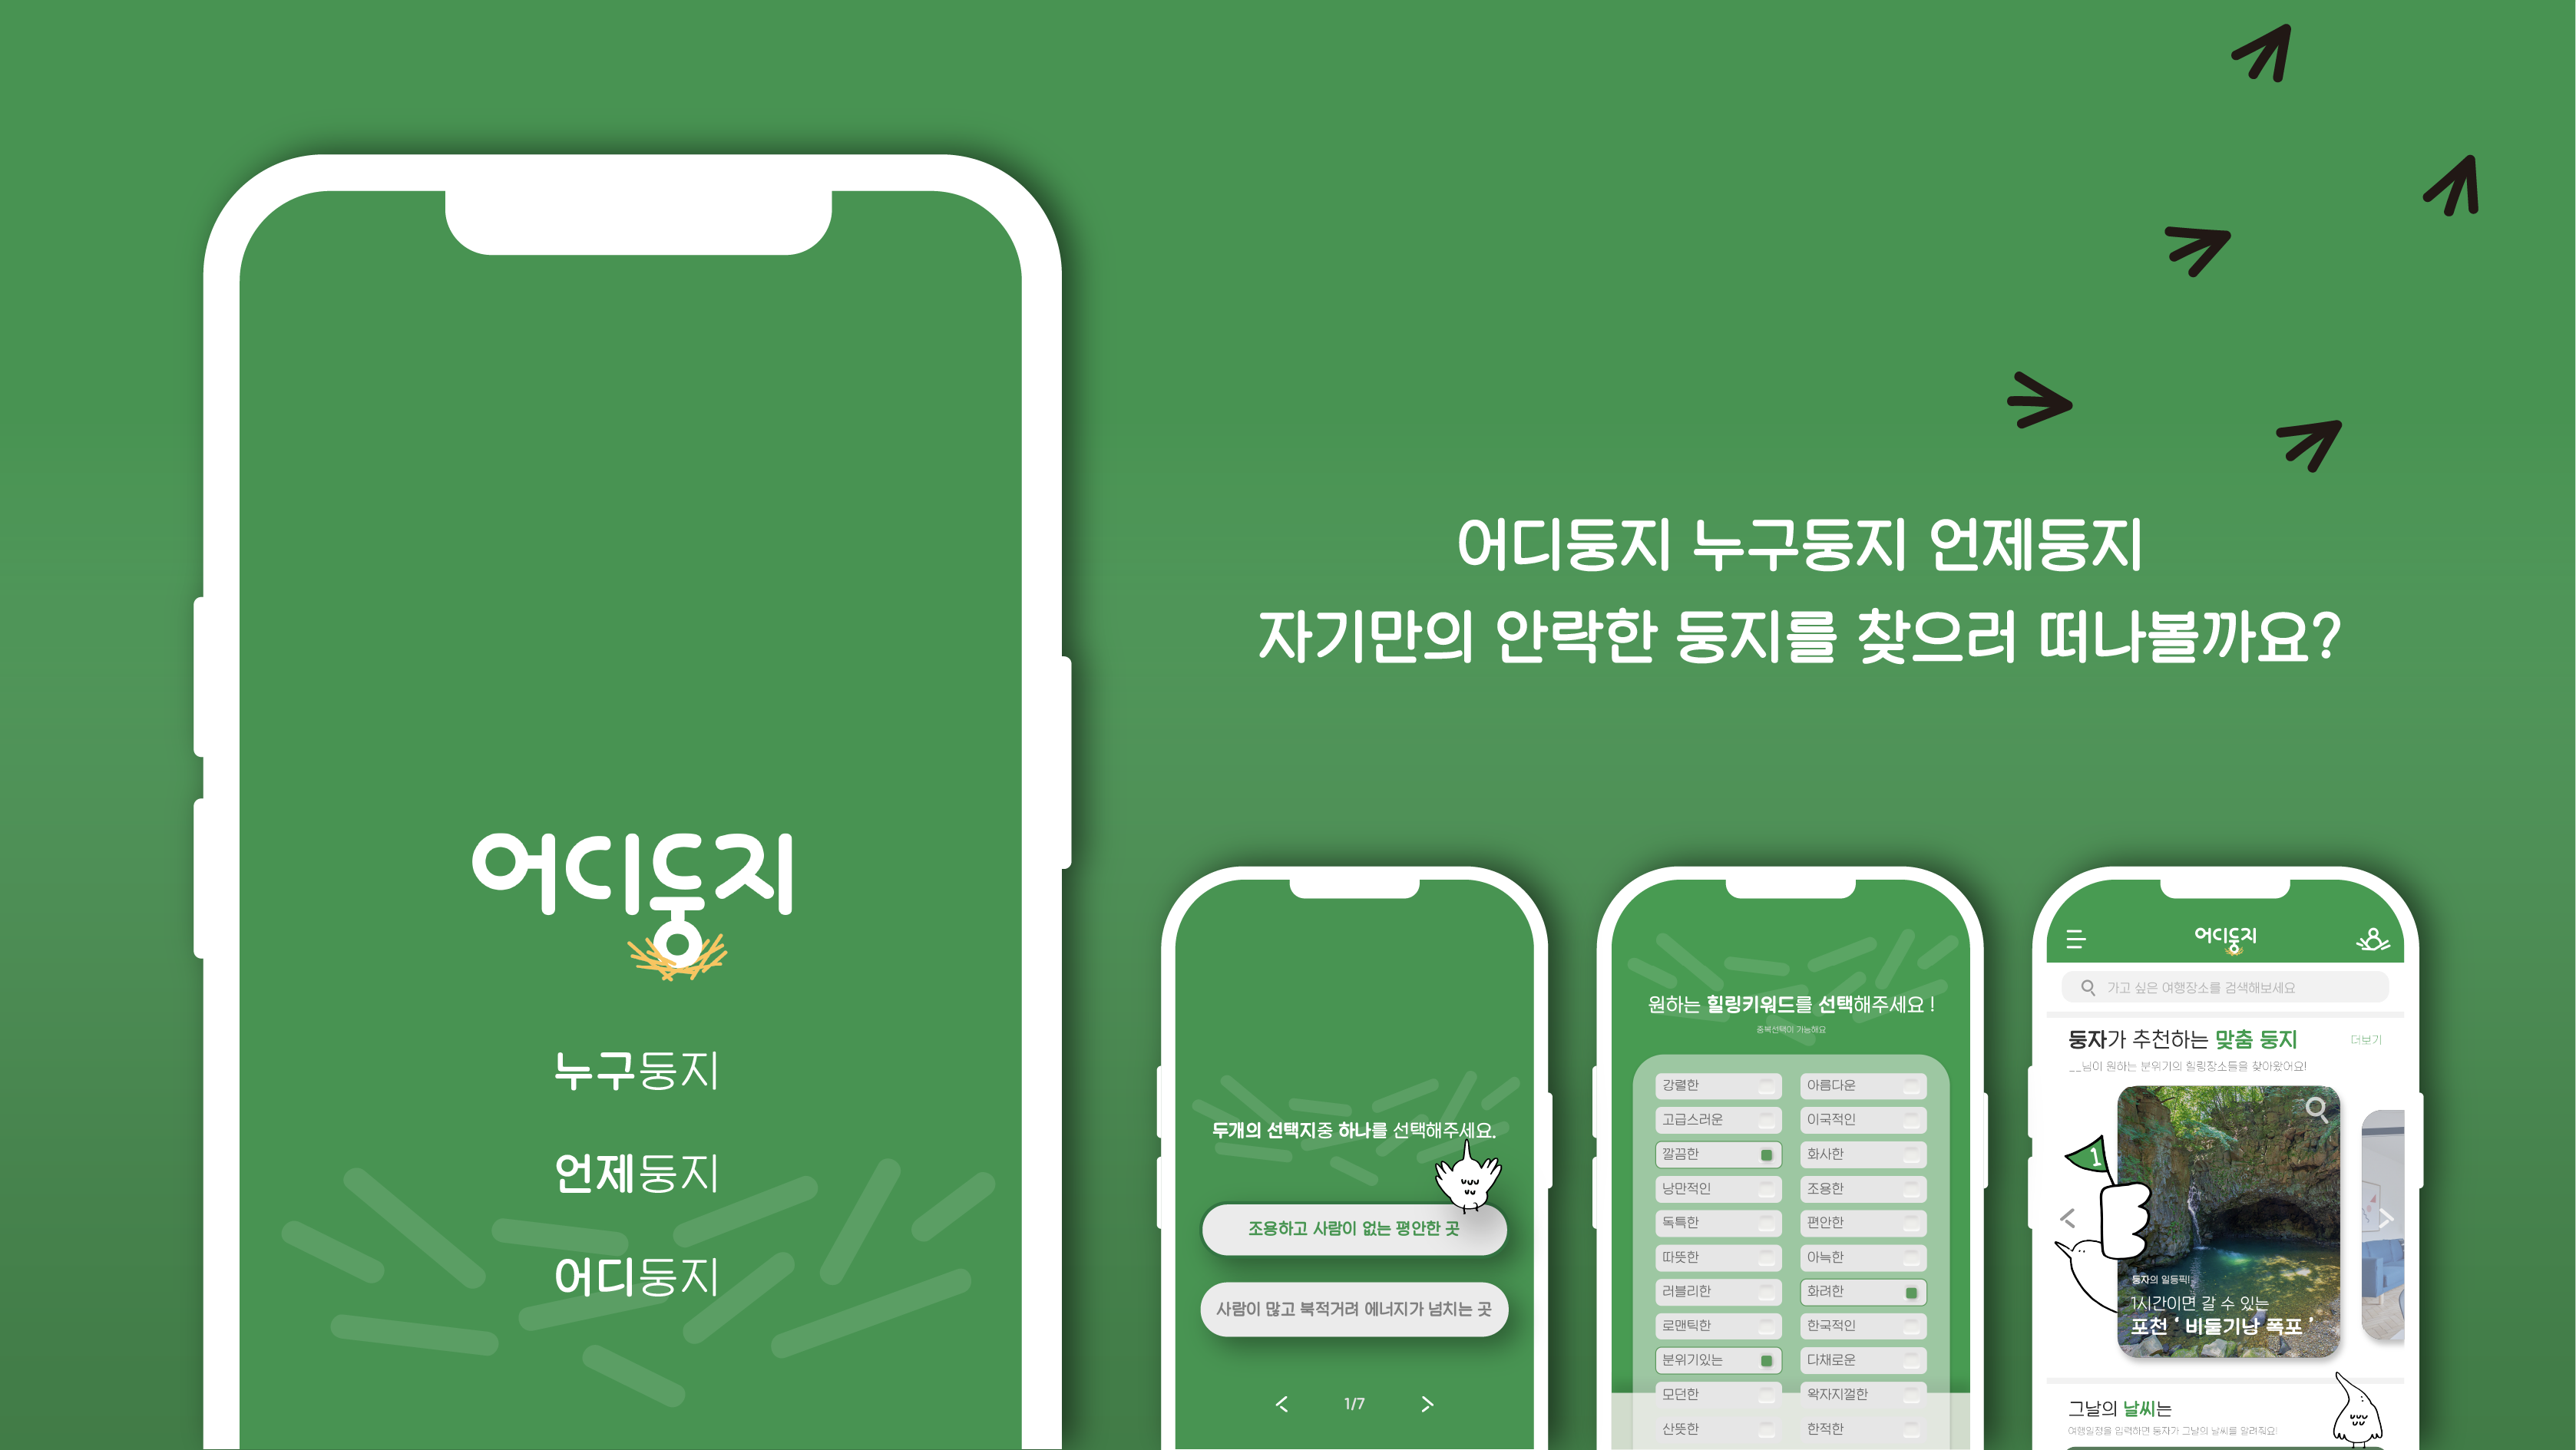 어디둥지 누구둥지 언제둥지
자기만의 안락한 둥지를 찾으러 떠나볼까요?
어디둥지
누구둥지
언제둥지
어디둥지
두개의 선택지중 하나를 선택해주세요.
조용하고 사람이 없는 평안한 곳
사람이 많고 북적거려 에너지가 넘치는 곳
1/7
원하는 힐링키워드를 선택해주세요 !
중복선택이 가능해요
강렬한 아름다운
고급스러운 이국적인
깔끔한 화사한
낭만적인 조용한
독특한 편안한
따뜻한 아늑한
러블리한 화려한
로맨틱한 한국적인
분위기있는 다채로운
모던한 왁자지껄한
산뜻한 한적한
어디둥지
가고 싶은 여행장소를 검색해보세요
둥자가 추천하는 맞춤 둥지 더보기
__님이 원하는 분위기의 힐링장소들을 찾아왔어요!
1
둥자의 일등픽!
1시간이면 갈 수 있는
포천 ‘ 비둘기낭 폭포 ’
그날의 날씨는
여행일정을 입력하면 둥자가 그날의 날씨를 알려줘요!